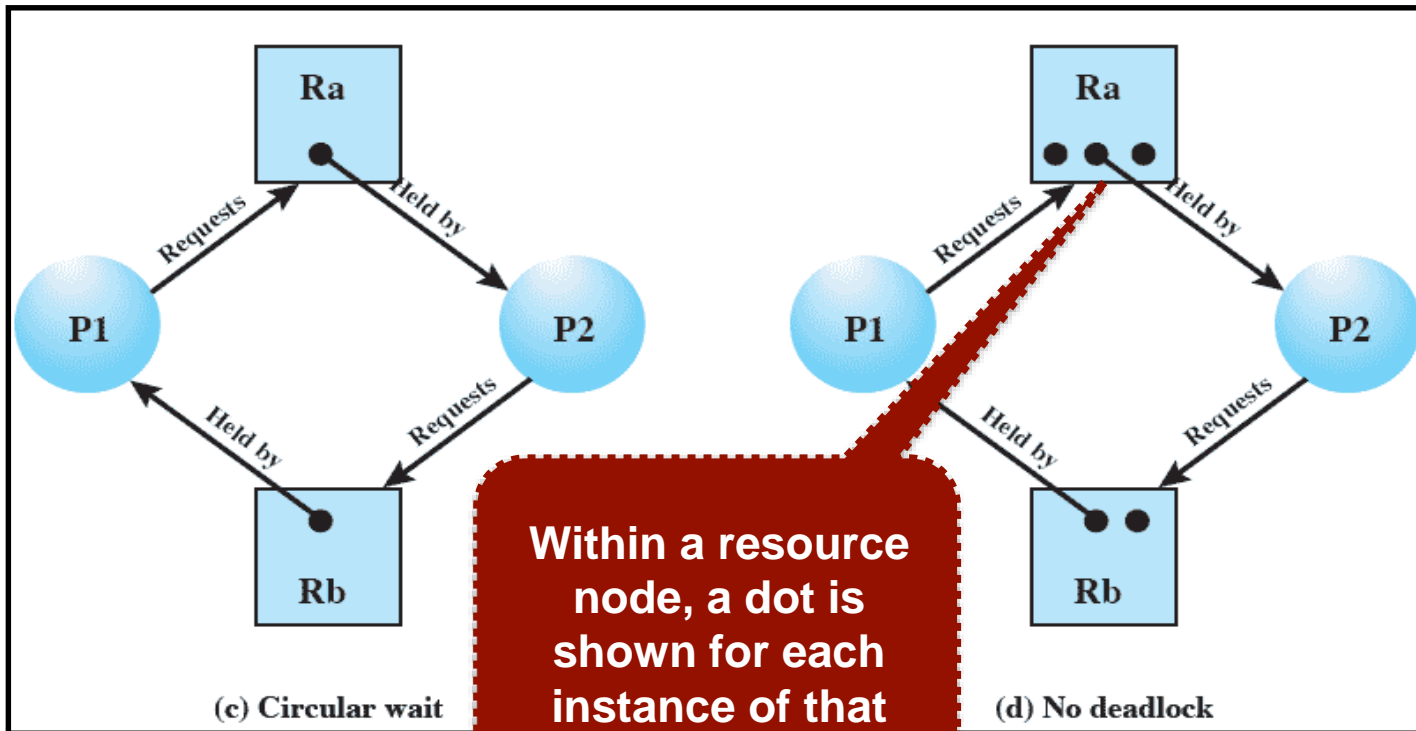 Ra
Requests
Held by
P1
P2
Held by
Requests
Rb
(c) Circular wait
Ra
Requests
Held by
P1
P2
Held by
Requests
Rb
(d) No deadlock
Within a resource
node, a dot is
shown for each
instance of that